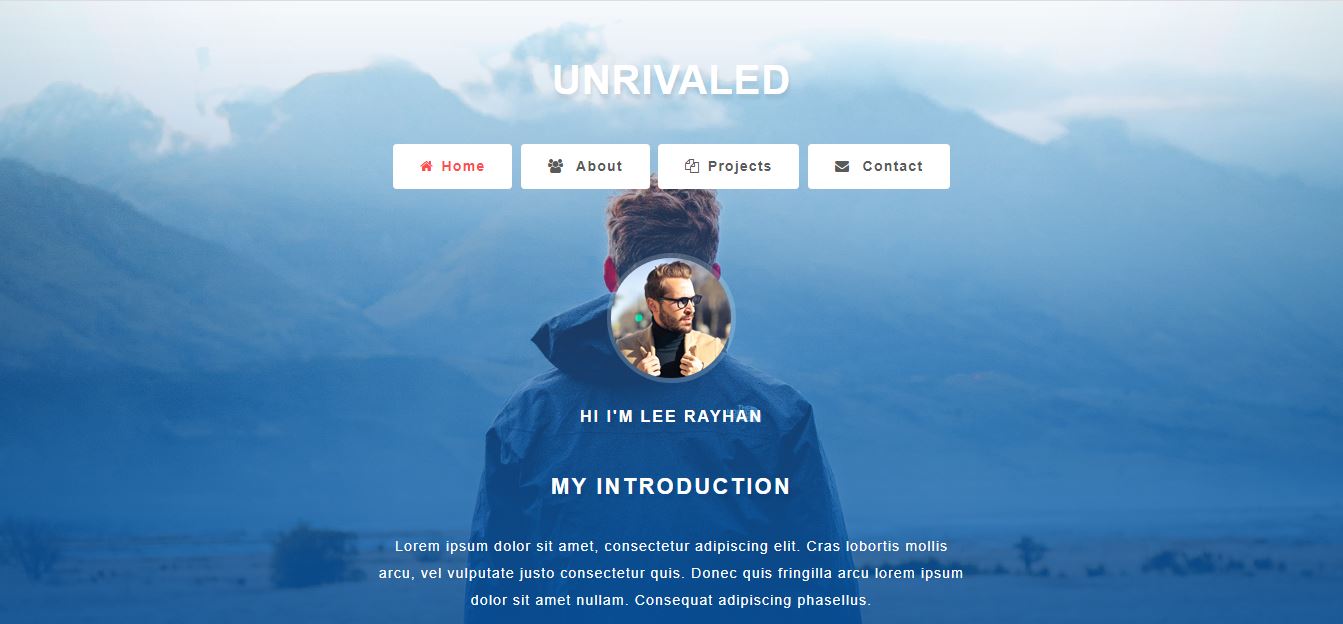 UNRIVALED
Home About Projects Contact
HI I'M LEE RAYHAN
MY INTRODUCTION
Lorem ipsum dolor sit amet, consectetur adipiscing elit. Cras lobortis mollis
arcu, vel vulputate justo consectetur quis. Donec quis fringilla arcu lorem ipsum
dolor sit amet nullam. Consequat adipiscing phasellus.